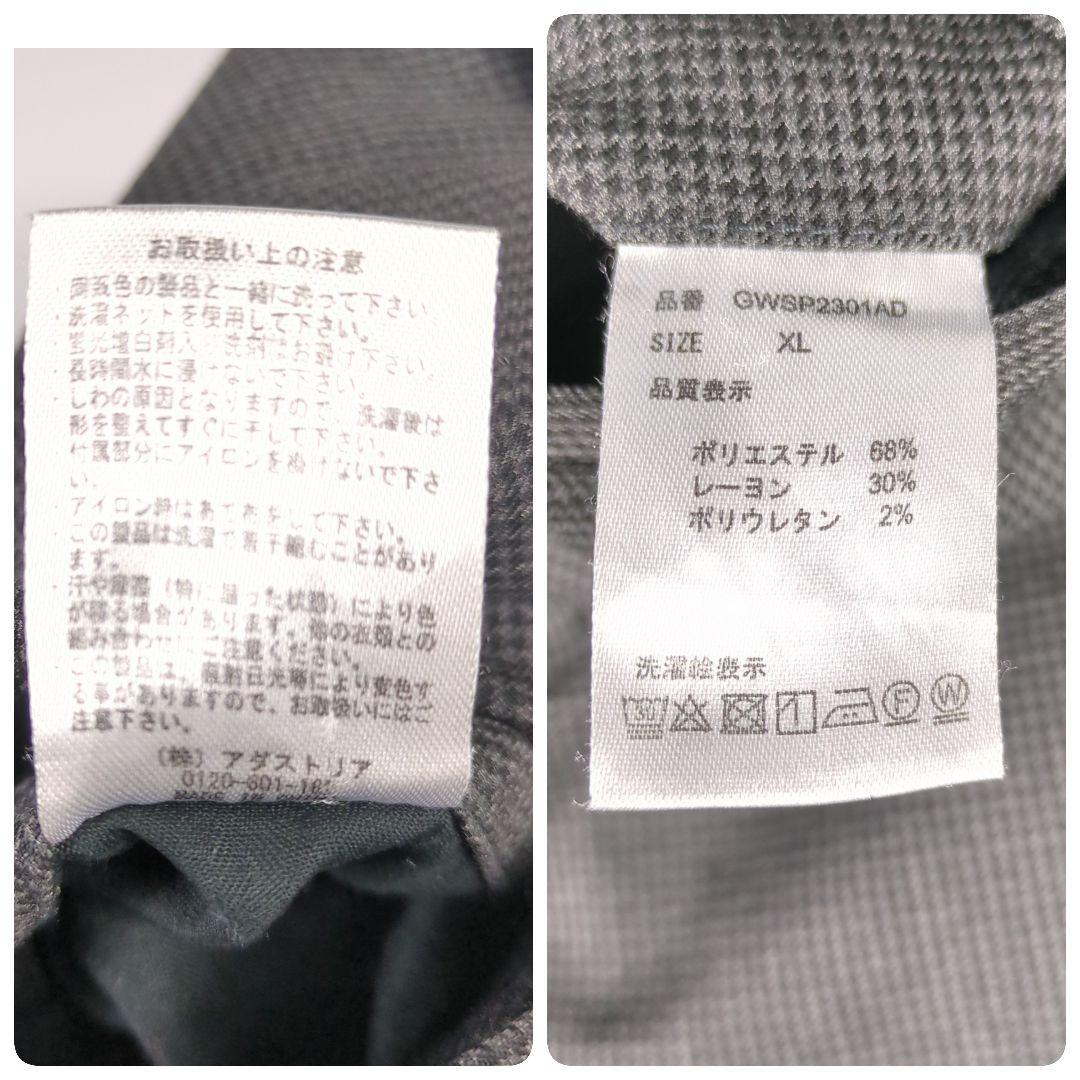 お取扱い上の注意
・同系色の製品と一緒に洗って下さい。
・洗濯ネットを使用して下さい。
・蛍光増白剤入り洗剤はお避け下さい。
・長時間水に浸けないで下さい。
・しわの原因となりますので、洗濯後は
形を整えてすぐに干して下さい。
・付属部分にアイロンをかけないで下さ
い。
・アイロン時はあて布をして下さい。
・この製品は洗濯で若干縮むことがあり
ます。
・汗や摩擦（特に湿った状態）により色
が移る場合があります。他の衣類との
組み合わせにご注意ください。
・この製品は、直射日光等により変色す
る事がありますので、お取扱いにはご
注意下さい。
（株）アダストリア
0120-601-
品番 GWSP2301AD
SIZE XL
品質表示
ポリエステル 68%
レーヨン 30%
ポリウレタン 2%
洗濯絵表示
30 F W